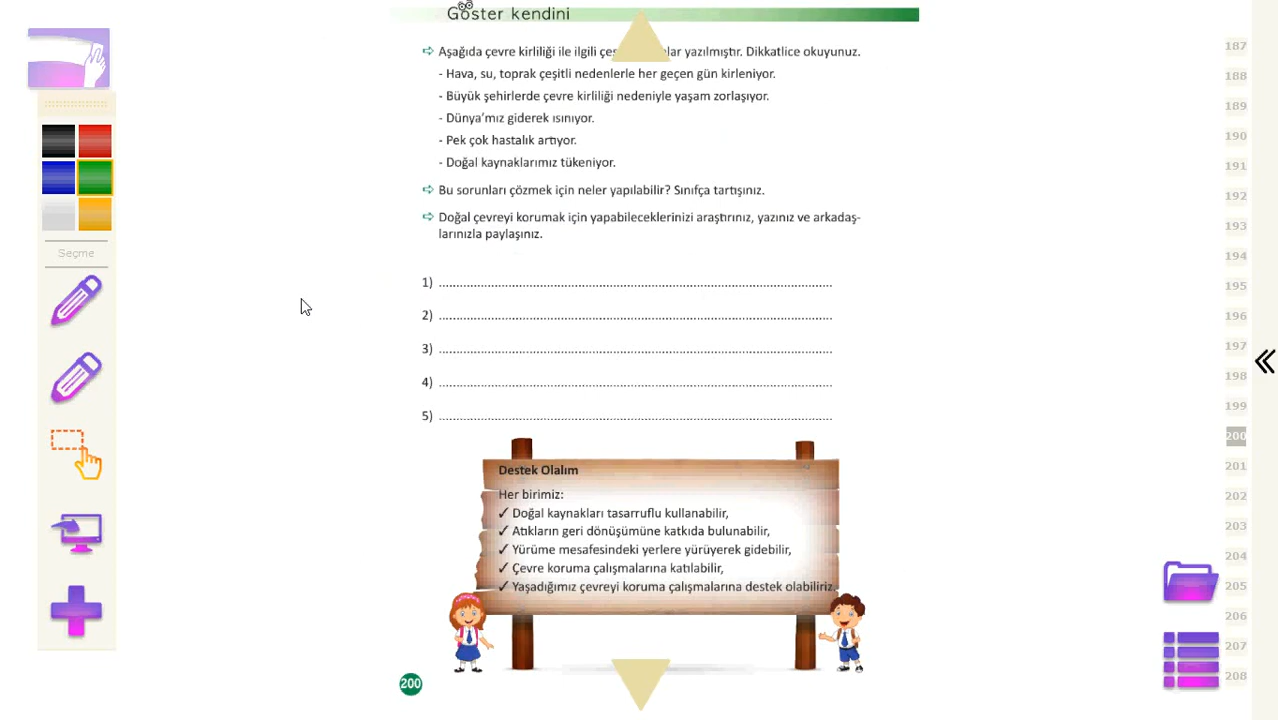 Göster kendini
Aşağıda çevre kirliliği ile ilgili yazılmıştır. Dikkatlice okuyunuz.
- Hava, su, toprak çeşitli nedenlerle her geçen gün kirleniyor.
- Büyük şehirlerde çevre kirliliği nedeniyle yaşam zorlaşıyor.
- Dünya'mız giderek ısınıyor.
- Pek çok hastalık artıyor.
- Doğal kaynaklarımız tükeniyor.
Bu sorunları çözmek için neler yapılabilir? Sınıfça tartışınız.
Doğal çevreyi korumak için yapabileceklerinizi araştırınız, yazınız ve arkadaş-
larınızla paylaşınız.
1)
2)
3)
4)
5)
Destek Olalım
Her birimiz:
✓ Doğal kaynakları tasarruflu kullanabilir,
✓ Atıkların geri dönüşümüne katkıda bulunabilir,
✓ Yürüme mesafesindeki yerlere yürüyerek gidebilir,
✓ Çevre koruma çalışmalarına katılabilir,
✓ Yaşadığımız çevreyi koruma çalışmalarına destek olabiliriz.
200
Seçme
187
188
189
190
191
192
193
194
195
196
197
198
199
200
201
202
203
204
205
206
207
208